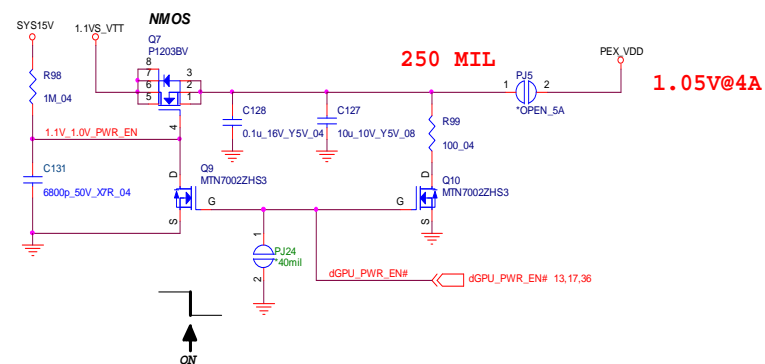 NMOS
SYS15V
1.1VS_VTT
Q7
P1203BV
8
7
6
5
3
2
1
4
250 MIL
PJ5
1
2
*OPEN_5A
PEX_VDD
1.05V@4A
R98
1M_04
C128
0.1u_16V_Y5V_04
C127
10u_10V_Y5V_08
R99
100_04
1.1V_1.0V_PWR_EN
C131
6800p_50V_X7R_04
Q9
MTN7002ZHS3
D
G
S
Q10
MTN7002ZHS3
D
G
S
1
PJ24
*40mil
2
dGPU_PWR_EN#
dGPU_PWR_EN# 13,17,36
ON